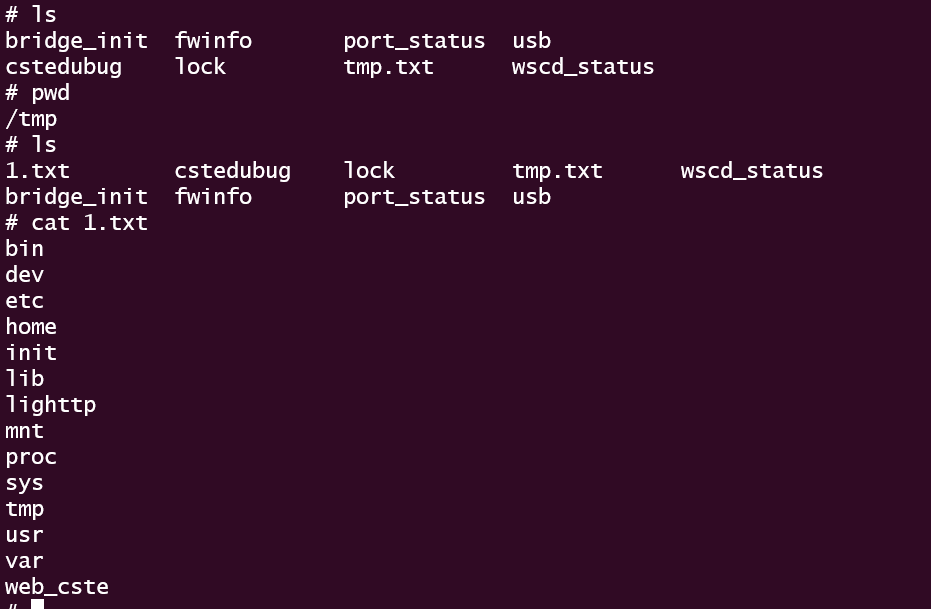 # ls
bridge_init  fwinfo       port_status  usb
cstedubug    lock         tmp.txt      wscd_status
# pwd
/tmp
# ls
1.txt        cstedubug    lock         tmp.txt      wscd_status
bridge_init  fwinfo       port_status  usb
# cat 1.txt
bin
dev
etc
home
init
lib
lighttp
mnt
proc
sys
tmp
usr
var
web_cste
#